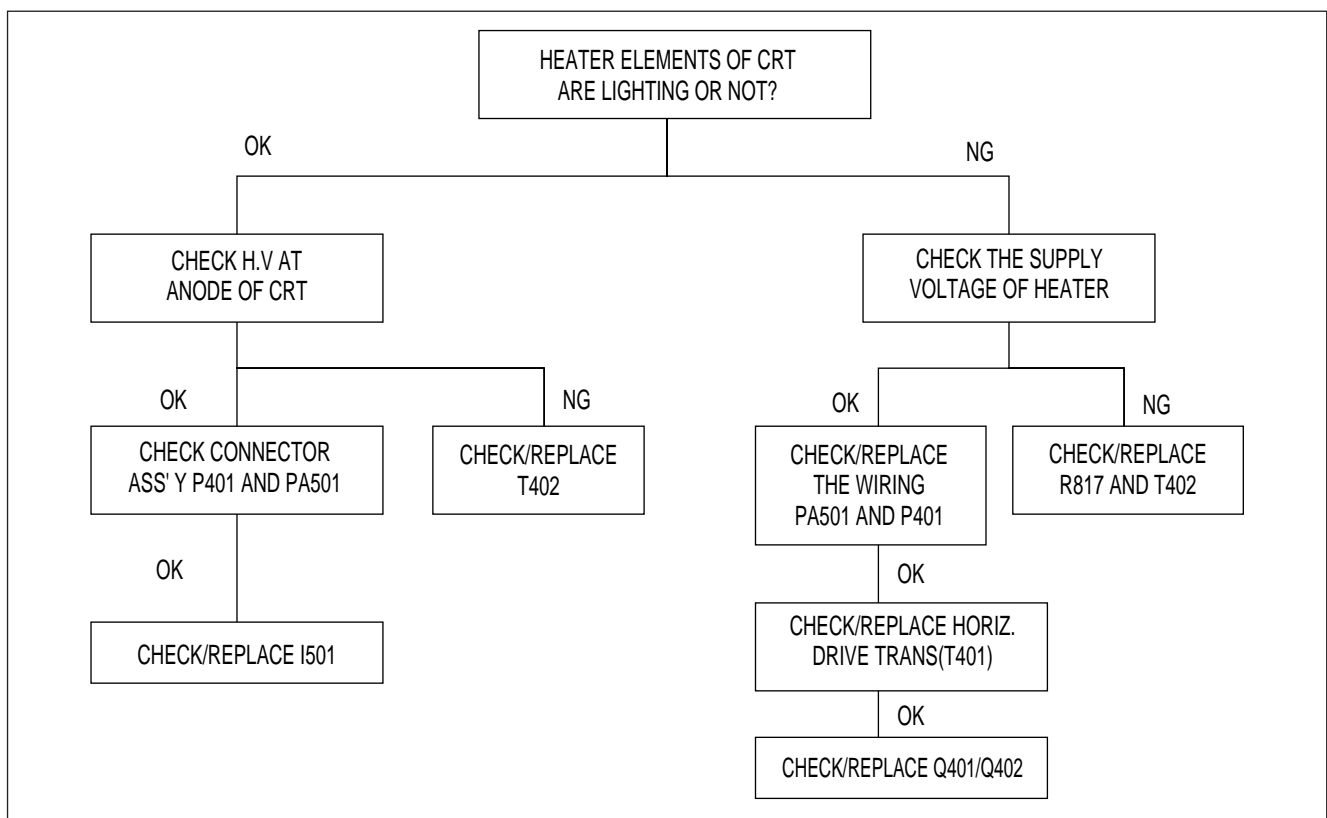 HEATER ELEMENTS OF CRT
ARE LIGHTING OR NOT?
OK
NG
CHECK H.V AT
ANODE OF CRT
CHECK THE SUPPLY
VOLTAGE OF HEATER
OK
NG
OK
NG
CHECK CONNECTOR
ASS' Y P401 AND PA501
CHECK/REPLACE
T402
CHECK/REPLACE
THE WIRING
PA501 AND P401
CHECK/REPLACE
R817 AND T402
OK
OK
CHECK/REPLACE I501
CHECK/REPLACE HORIZ.
DRIVE TRANS(T401)
OK
CHECK/REPLACE Q401/Q402